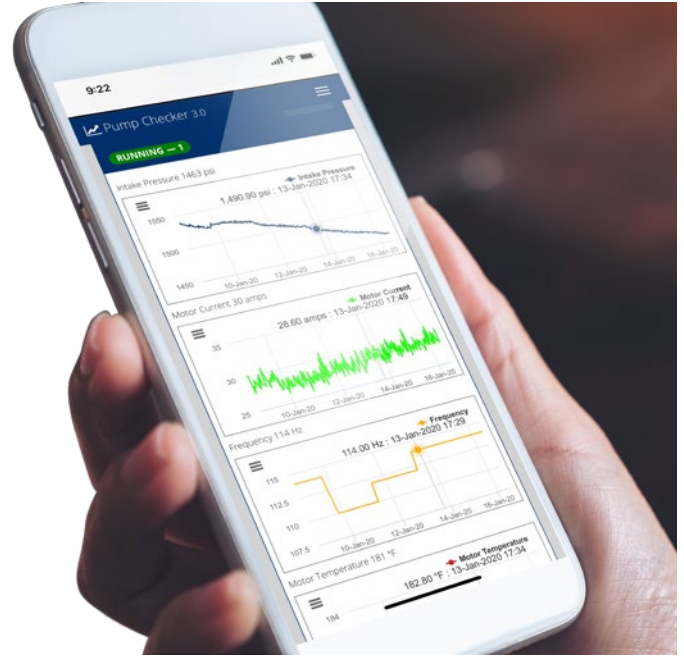 9:22
Pump Checker 3.0
RUNNING — 1
Intake Pressure 1463 psi
Intake Pressure
1,490.90 psi : 13-Jan-2020 17:34
1550
1500
1450
10-Jan-20 12-Jan-20 14-Jan-20 16-Jan-20
Motor Current 30 amps
Motor Current
28.60 amps : 13-Jan-2020 17:49
35
30
25
10-Jan-20 12-Jan-20 14-Jan-20 16-Jan-20
Frequency 114 Hz
Frequency
114.00 Hz : 13-Jan-2020 17:29
115
112.5
110
107.5
10-Jan-20 12-Jan-20 14-Jan-20 16-Jan-20
Motor Temperature 181 °F
Motor Temperature
182.80 °F : 13-Jan-2020 17:34
184